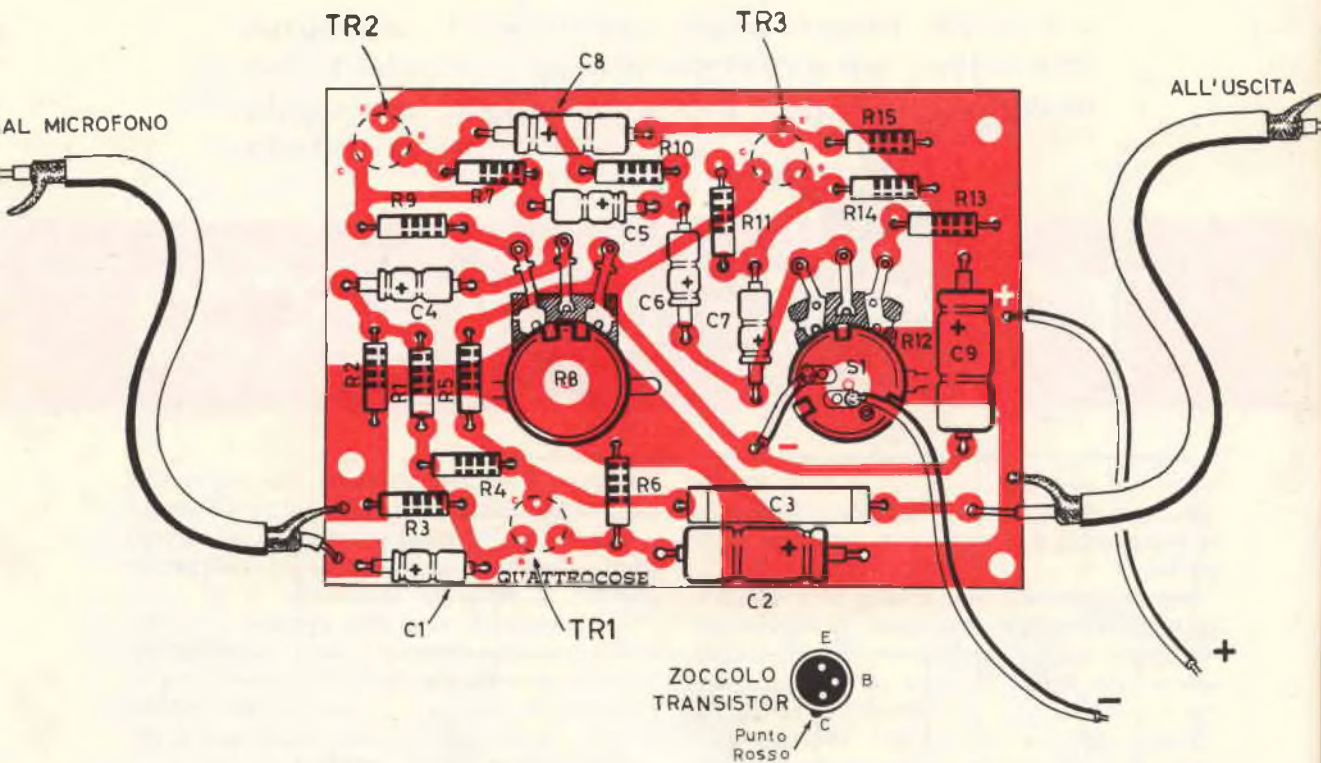 TR2
TR3
C8
ALL'USCITA
AL MICROFONO
R15
R10
R7
R9
R14
R13
R11
C5
C4
C6
C7
+
R12
C9
S1
R2
R1
R5
R8
-
R4
R6
R3
C3
QUATTROCOSE
C2
C1
TR1
E
ZOCCOLO
TRANSISTOR
B
C
Punto
Rosso
+
-